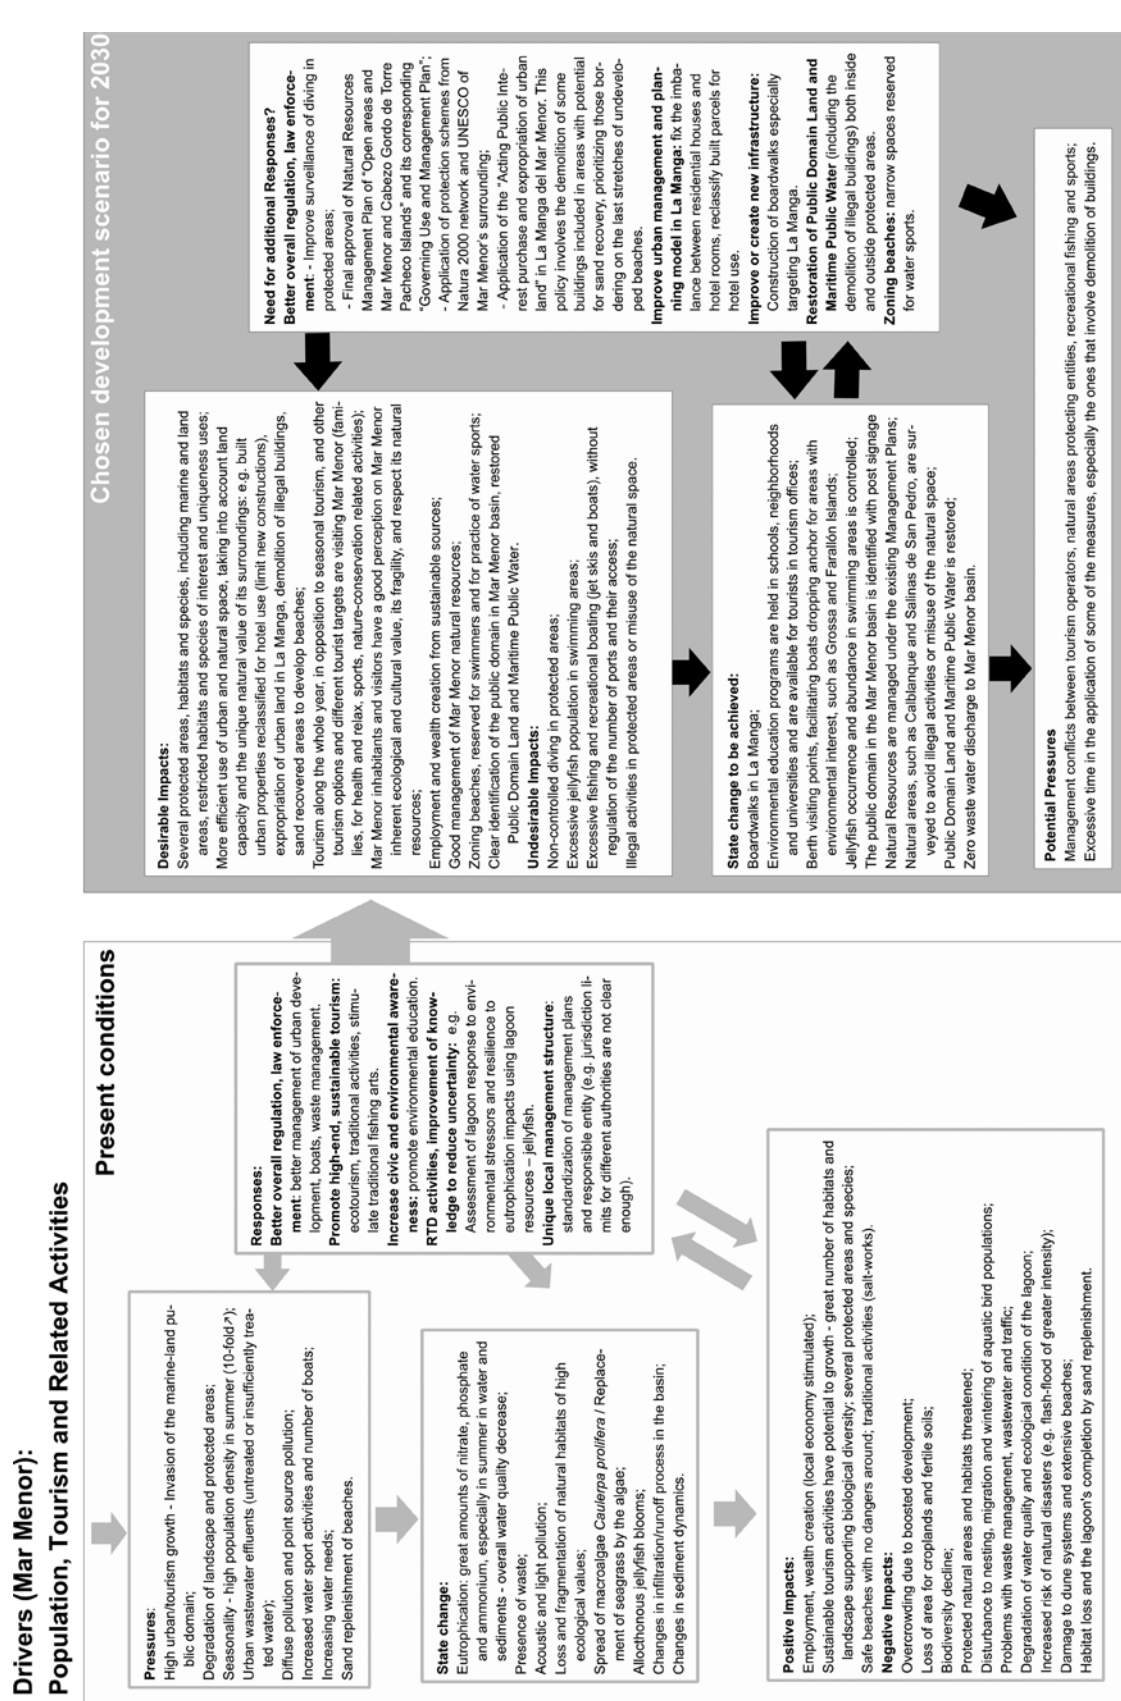 Drivers (Mar Menor):
Population, Tourism and Related Activities
Present conditions
Pressures:
High urban/tourism growth - Invasion of the marine-land pu-
blic domain;
Degradation of landscape and protected areas;
Seasonality - high population density in summer (10-fold↗);
Urban wastewater effluents (untreated or insufficiently trea-
ted water);
Diffuse pollution and point source pollution;
Increased water sport activities and number of boats;
Increasing water needs;
Sand replenishment of beaches.
State change:
Eutrophication: great amounts of nitrate, phosphate
and ammonium, especially in summer in water and
sediments - overall water quality decrease;
Presence of waste;
Acoustic and light pollution;
Loss and fragmentation of natural habitats of high
ecological values;
Spread of macroalgae Caulerpa prolifera / Replace-
ment of seagrass by the algae;
Allocthonous jellyfish blooms;
Changes in infiltration/runoff process in the basin;
Changes in sediment dynamics.
Positive Impacts:
Employment, wealth creation (local economy stimulated);
Sustainable tourism activities have potential to growth - great number of habitats and
landscape supporting biological diversity; several protected areas and species;
Safe beaches with no dangers around; traditional activities (salt-works).
Negative Impacts:
Overcrowding due to boosted development;
Loss of area for croplands and fertile soils;
Biodiversity decline;
Protected natural areas and habitats threatened;
Disturbance to nesting, migration and wintering of aquatic bird populations;
Problems with waste management, wastewater and traffic;
Degradation of water quality and ecological condition of the lagoon;
Increased risk of natural disasters (e.g. flash-flood of greater intensity);
Damage to dune systems and extensive beaches;
Habitat loss and the lagoon's completion by sand replenishment.
Responses:
Better overall regulation, law enforce-
ment: better management of urban deve-
lopment, boats, waste management.
Promote high-end, sustainable tourism:
ecotourism, traditional activities, stimu-
late traditional fishing arts.
Increase civic and environmental aware-
ness: promote environmental education.
RTD activities, improvement of know-
ledge to reduce uncertainty: e.g.
Assessment of lagoon response to envi-
ronmental stressors and resilience to
eutrophication impacts using lagoon
resources – jellyfish.
Unique local management structure:
standardization of management plans
and responsible entity (e.g. jurisdiction li-
mits for different authorities are not clear
enough).
Chosen development scenario for 2030
Desirable Impacts:
Several protected areas, habitats and species, including marine and land
areas, restricted habitats and species of interest and uniqueness uses;
More efficient use of urban and natural space, taking into account land
capacity and the unique natural value of its surroundings: e.g. built
urban properties reclassified for hotel use (limit new constructions),
expropriation of urban land in La Manga, demolition of illegal buildings,
sand recovered areas to develop beaches;
Tourism along the whole year, in opposition to seasonal tourism, and other
tourism options and different tourist targets are visiting Mar Menor (fami-
lies, for health and relax, sports, nature-conservation related activities);
Mar Menor inhabitants and visitors have a good perception on Mar Menor
inherent ecological and cultural value, its fragility, and respect its natural
resources;
Employment and wealth creation from sustainable sources;
Good management of Mar Menor natural resources;
Zoning beaches, reserved for swimmers and for practice of water sports;
Clear identification of the public domain in Mar Menor basin, restored
Public Domain Land and Maritime Public Water.
Undesirable Impacts:
Non-controlled diving in protected areas;
Excessive jellyfish population in swimming areas;
Excessive fishing and recreational boating (jet skis and boats), without
regulation of the number of ports and their access;
Illegal activities in protected areas or misuse of the natural space.
State change to be achieved:
Boardwalks in La Manga;
Environmental education programs are held in schools, neighborhoods
and universities and are available for tourists in tourism offices;
Berth visiting points, facilitating boats dropping anchor for areas with
environmental interest, such as Grossa and Farallón Islands;
Jellyfish occurrence and abundance in swimming areas is controlled;
The public domain in the Mar Menor basin is identified with post signage
Natural Resources are managed under the existing Management Plans;
Natural areas, such as Calblanque and Salinas de San Pedro, are sur-
veyed to avoid illegal activities or misuse of the natural space;
Public Domain Land and Maritime Public Water is restored;
Zero waste water discharge to Mar Menor basin.
Need for additional Responses?
Better overall regulation, law enforce-
ment: - Improve surveillance of diving in
protected areas;
- Final approval of Natural Resources
Management Plan of "Open areas and
Mar Menor and Cabezo Gordo de Torre
Pacheco Islands" and its corresponding
"Governing Use and Management Plan";
- Application of protection schemes from
Natura 2000 network and UNESCO of
Mar Menor's surrounding;
- Application of the "Acting Public Inte-
rest purchase and expropriation of urban
land" in La Manga del Mar Menor. This
policy involves the demolition of some
buildings included in areas with potential
for sand recovery, prioritizing those bor-
dering on the last stretches of undevelo-
ped beaches.
Improve urban management and plan-
ning model in La Manga: fix the imba-
lance between residential houses and
hotel rooms, reclassify built parcels for
hotel use.
Improve or create new infrastructure:
Construction of boardwalks especially
targeting La Manga.
Restoration of Public Domain Land and
Maritime Public Water (including the
demolition of illegal buildings) both inside
and outside protected areas.
Zoning beaches: narrow spaces reserved
for water sports.
Potential Pressures
Management conflicts between tourism operators, natural areas protecting entities, recreational fishing and sports;
Excessive time in the application of some of the measures, especially the ones that involve demolition of buildings.